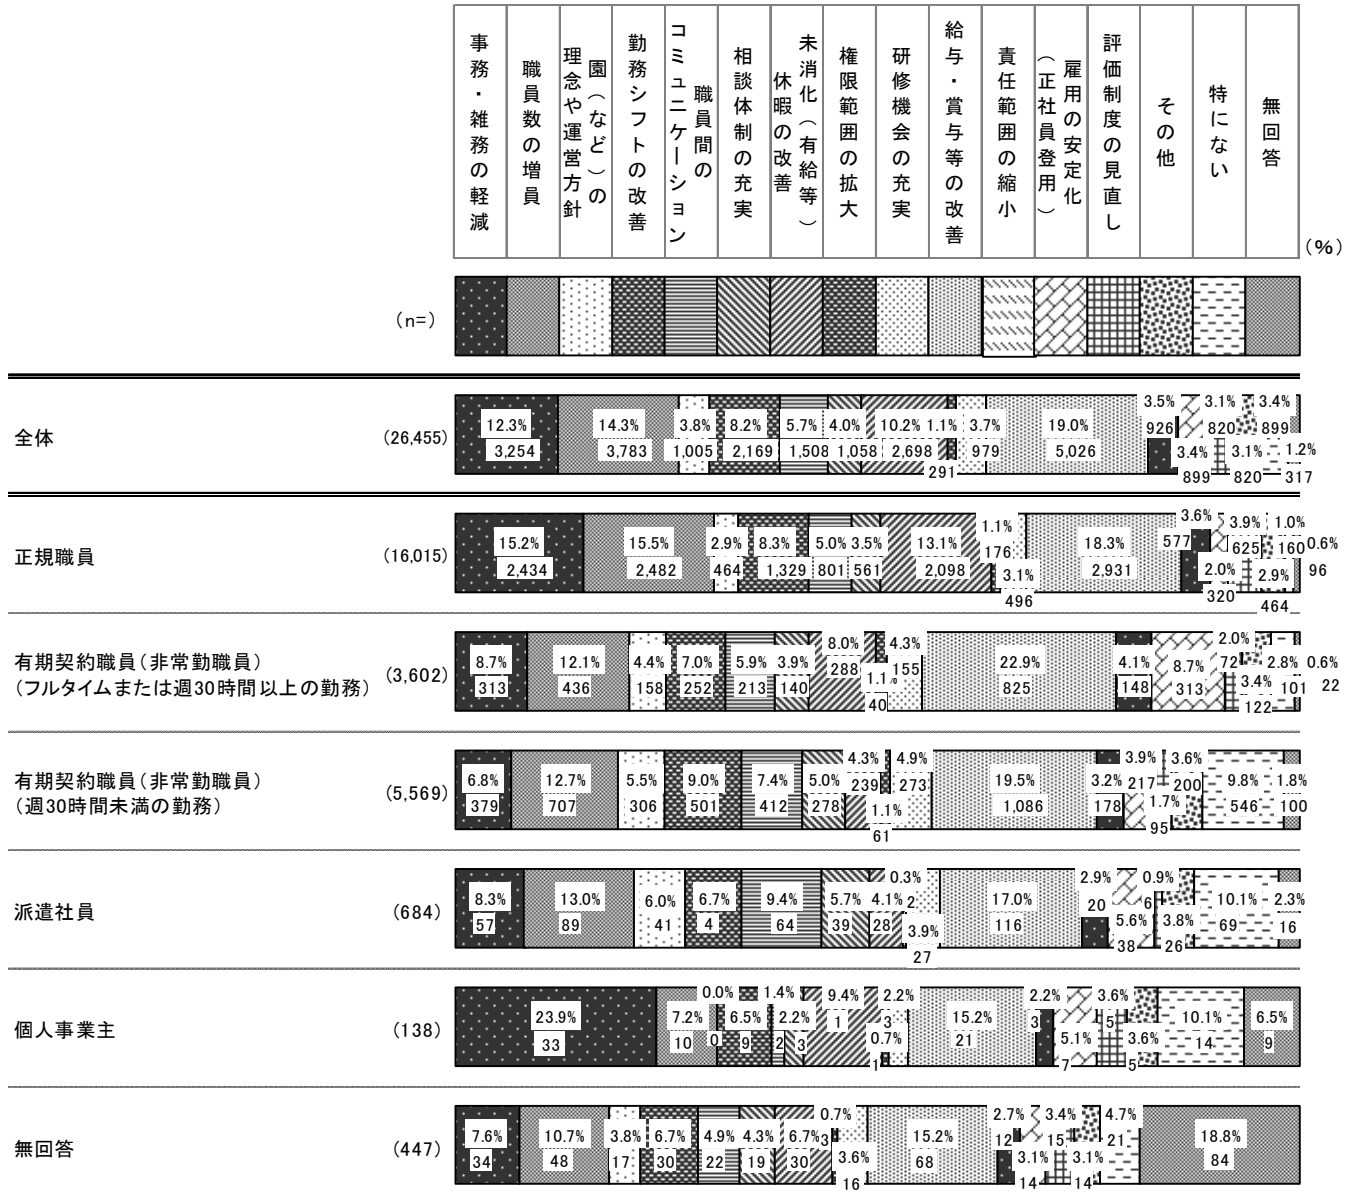 事務・雑務の軽減
職員数の増員
園（など）の
理念や運営方針
勤務シフトの改善
職員間の
コミュニケーション
相談体制の充実
未消化（有給等）
休暇の改善
権限範囲の拡大
研修機会の充実
給与・賞与等の改善
責任範囲の縮小
雇用の安定化
（正社員登用）
評価制度の見直し
その他
特にない
無回答
（%）
（n=）
全体 (26,455)
12.3% 14.3% 3.8% 8.2% 5.7% 4.0% 10.2% 1.1% 3.7% 19.0% 3.5% 3.4% 3.1% 3.1% 3.4% 1.2%
3,254 3,783 1,005 2,169 1,508 1,058 2,698 291 979 5,026 926 899 820 820 899 317
正規職員 (16,015)
15.2% 15.5% 2.9% 8.3% 5.0% 3.5% 13.1% 1.1% 3.1% 18.3% 3.6% 2.0% 3.9% 2.9% 1.0% 0.6%
2,434 2,482 464 1,329 801 561 2,098 176 496 2,931 577 320 625 464 160 96
有期契約職員（非常勤職員）
（フルタイムまたは週30時間以上の勤務） (3,602)
8.7% 12.1% 4.4% 7.0% 5.9% 3.9% 8.0% 1.1% 4.3% 22.9% 4.1% 8.7% 2.0% 3.4% 2.8% 0.6%
313 436 158 252 213 140 288 40 155 825 148 313 72 122 101 22
有期契約職員（非常勤職員）
（週30時間未満の勤務） (5,569)
6.8% 12.7% 5.5% 9.0% 7.4% 5.0% 4.3% 1.1% 4.9% 19.5% 3.2% 3.9% 1.7% 3.6% 9.8% 1.8%
379 707 306 501 412 278 239 61 273 1,086 178 217 95 200 546 100
派遣社員 (684)
8.3% 13.0% 6.0% 6.7% 9.4% 5.7% 4.1% 0.3% 3.9% 17.0% 2.9% 5.6% 0.9% 3.8% 10.1% 2.3%
57 89 41 4 64 39 28 2 27 116 20 38 6 26 69 16
個人事業主 (138)
23.9% 7.2% 0.0% 6.5% 1.4% 2.2% 9.4% 0.7% 2.2% 15.2% 2.2% 5.1% 3.6% 3.6% 10.1% 6.5%
33 10 0 9 2 3 1 1 3 21 3 7 5 5 14 9
無回答 (447)
7.6% 10.7% 3.8% 6.7% 4.9% 4.3% 6.7% 0.7% 3.6% 15.2% 2.7% 3.1% 3.4% 3.1% 4.7% 18.8%
34 48 17 30 22 19 30 3 16 68 12 14 15 14 21 84